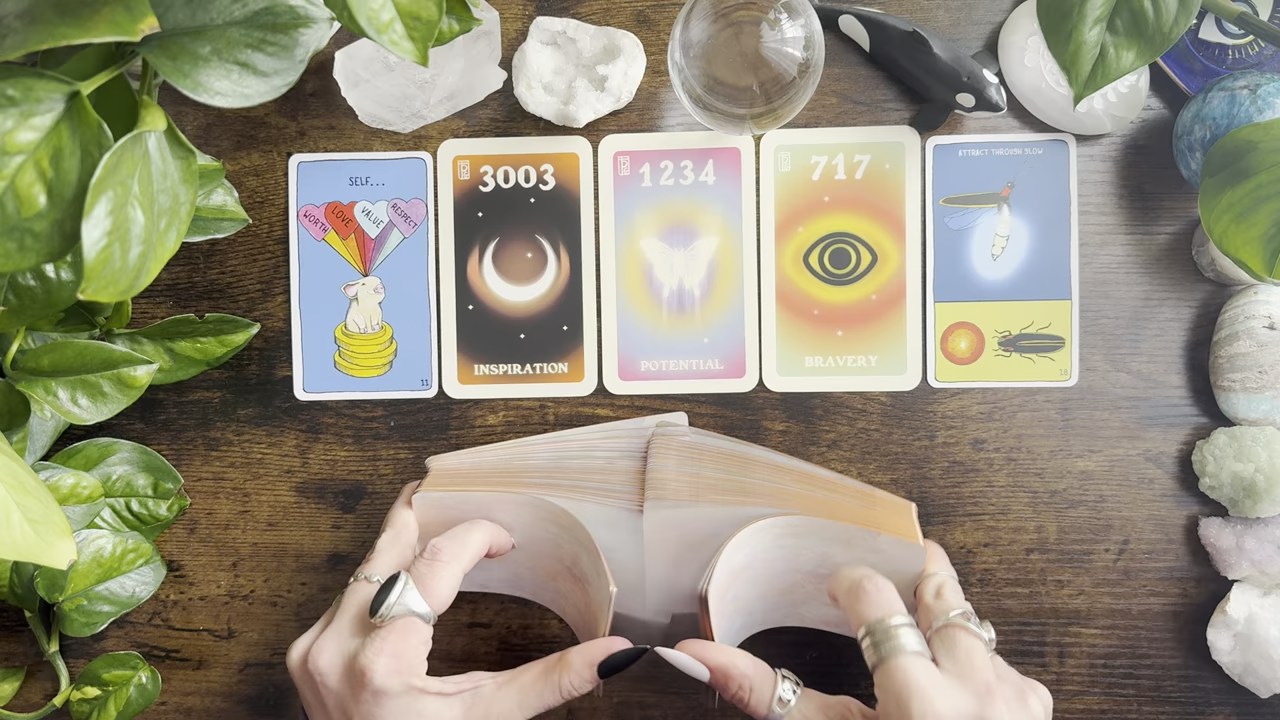 SELF...
WORTH
LOVE
VALUE
RESPECT
11
3003
INSPIRATION
1234
POTENTIAL
717
BRAVERY
ATTRACT THROUGH GLOW
18